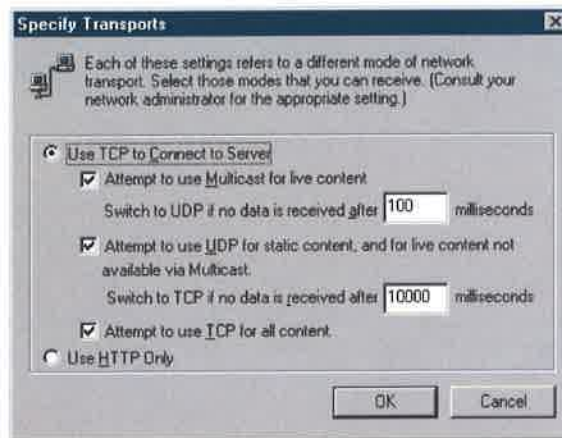 Specify Transports
Each of these settings refers to a different mode of network
transport. Select those modes that you can receive. (Consult your
network administrator for the appropriate setting.)
Use TCP to Connect to Server
Attempt to use Multicast for live content
Switch to UDP if no data is received after 100 milliseconds
Attempt to use UDP for static content, and for live content not
available via Multicast.
Switch to TCP if no data is received after 10000 milliseconds
Attempt to use TCP for all content.
Use HTTP Only
OK Cancel